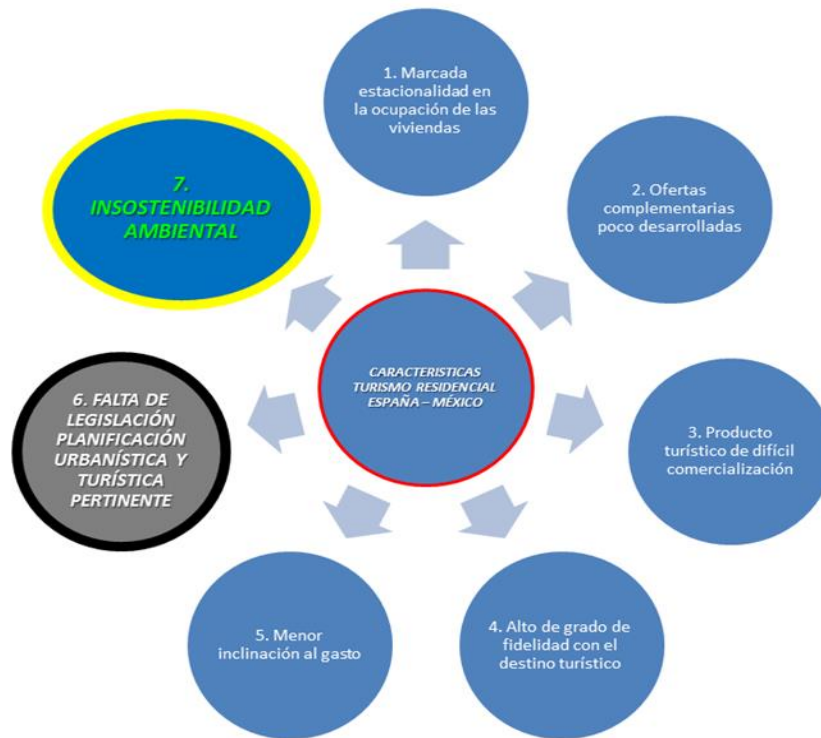 1. Marcada
estacionalidad en
la ocupación de las
viviendas
2. Ofertas
complementarias
poco desarrolladas
3. Producto
turístico de difícil
comercialización
4. Alto de grado de
fidelidad con el
destino turístico
5. Menor
inclinación al gasto
6. FALTA DE
LEGISLACIÓN
PLANIFICACIÓN
URBANÍSTICA Y
TURÍSTICA
PERTINENTE
7.
INSOSTENIBILIDAD
AMBIENTAL
CARACTERISTICAS
TURISMO RESIDENCIAL
ESPAÑA – MÉXICO